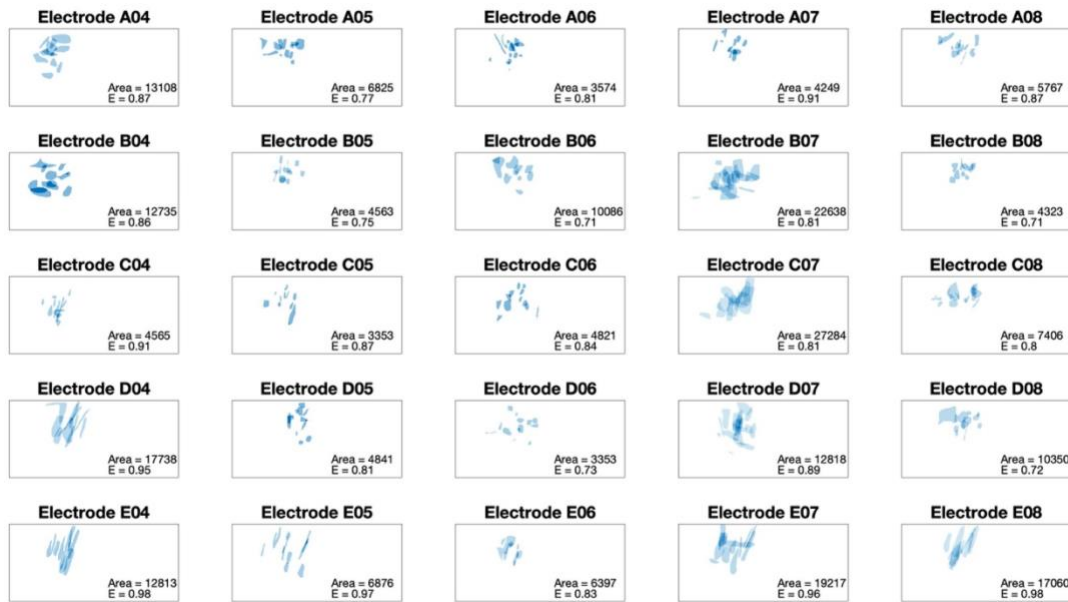 Electrode A04
Area = 13108
E = 0.87
Electrode A05
Area = 6825
E = 0.77
Electrode A06
Area = 3574
E = 0.81
Electrode A07
Area = 4249
E = 0.91
Electrode A08
Area = 5767
E = 0.87
Electrode B04
Area = 12735
E = 0.86
Electrode B05
Area = 4563
E = 0.75
Electrode B06
Area = 10086
E = 0.71
Electrode B07
Area = 22638
E = 0.81
Electrode B08
Area = 4323
E = 0.71
Electrode C04
Area = 4565
E = 0.91
Electrode C05
Area = 3353
E = 0.87
Electrode C06
Area = 4821
E = 0.84
Electrode C07
Area = 27284
E = 0.81
Electrode C08
Area = 7406
E = 0.8
Electrode D04
Area = 17738
E = 0.95
Electrode D05
Area = 4841
E = 0.81
Electrode D06
Area = 3353
E = 0.73
Electrode D07
Area = 12818
E = 0.89
Electrode D08
Area = 10350
E = 0.72
Electrode E04
Area = 12813
E = 0.98
Electrode E05
Area = 6876
E = 0.97
Electrode E06
Area = 6397
E = 0.83
Electrode E07
Area = 19217
E = 0.96
Electrode E08
Area = 17060
E = 0.98